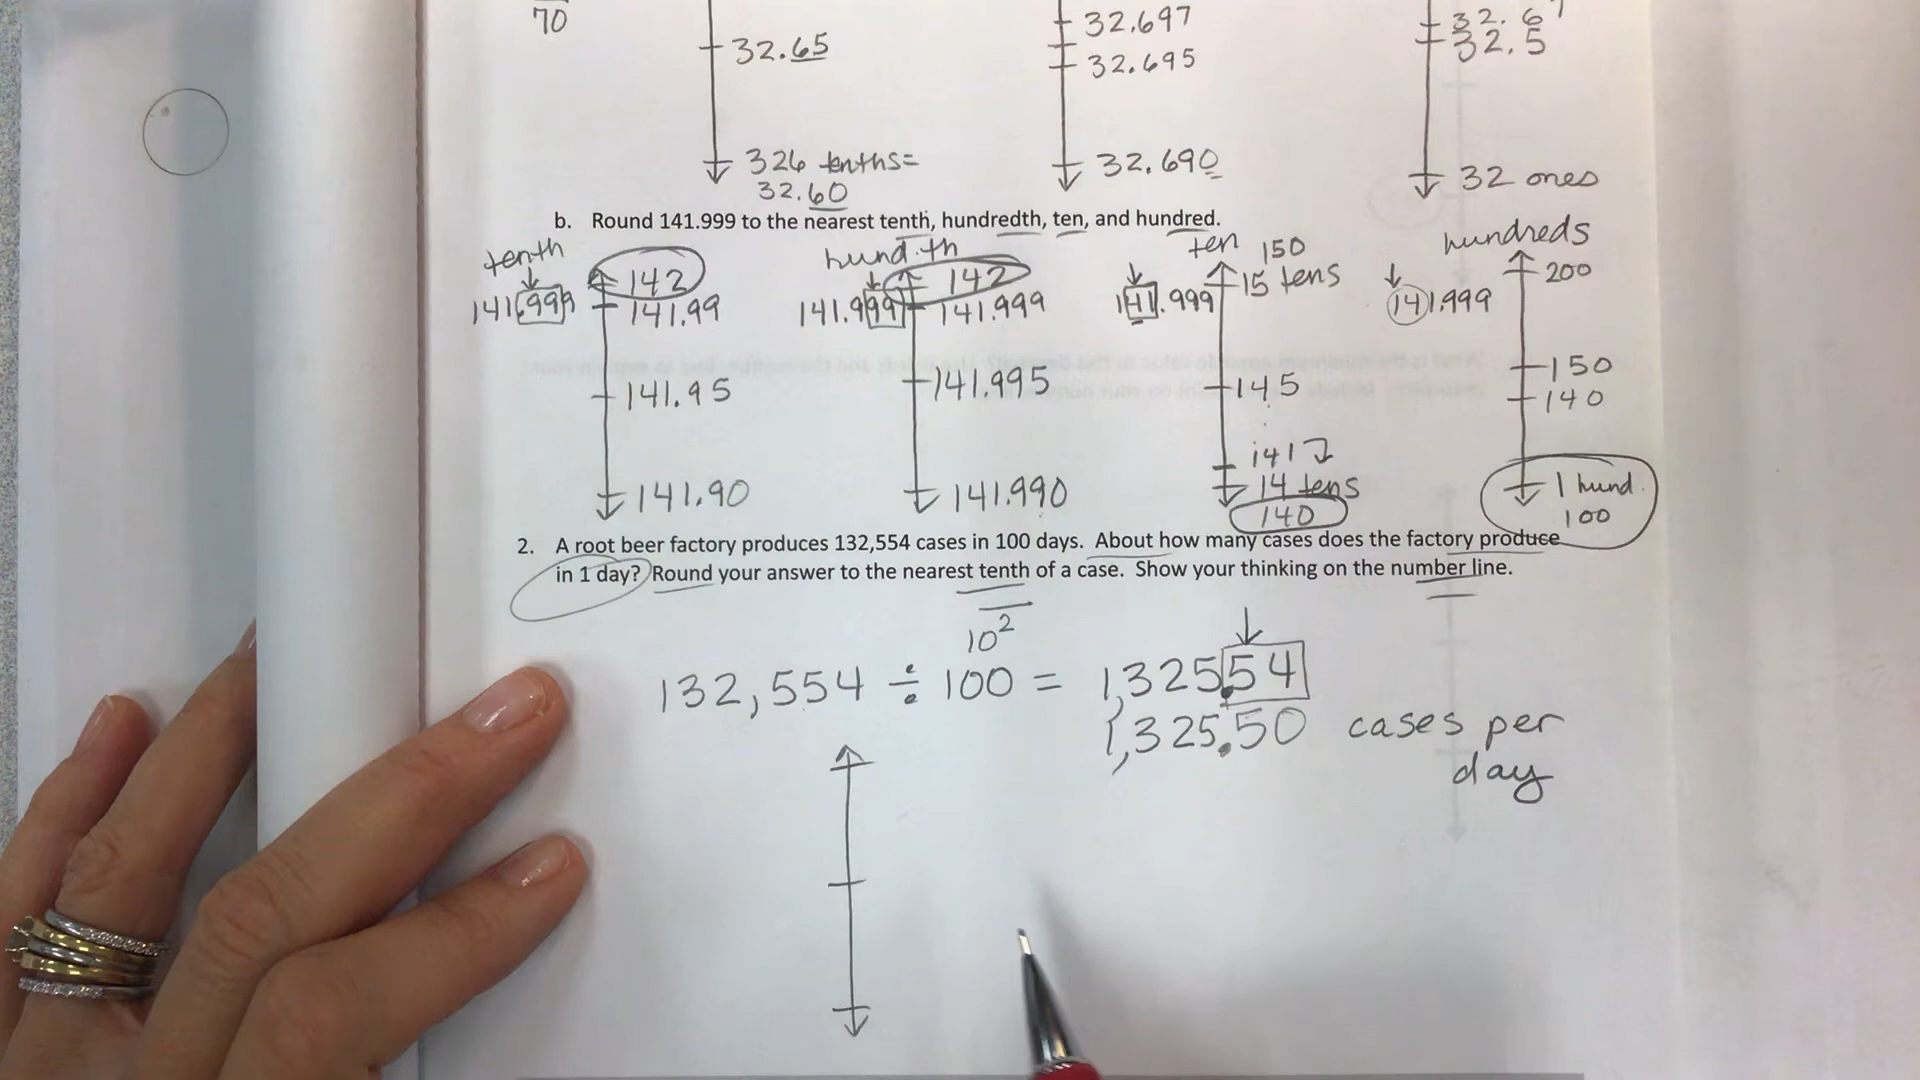 70
32.65
32.697
32.695
32.6
32.5
326 tenths=
32.60
32.690
32 ones
b. Round 141.999 to the nearest tenth, hundredth, ten, and hundred.
tenth
141.999
142
141.99
141.95
141.90
hund.th
141.999
142
141.999
141.995
141.990
ten
150
15 tens
141.999
145
141
14 tens
140
hundreds
200
141.999
150
140
1 hund.
100
2. A root beer factory produces 132,554 cases in 100 days. About how many cases does the factory produce
in 1 day? Round your answer to the nearest tenth of a case. Show your thinking on the number line.
10²
132,554 ÷ 100 = 1,325.54
1,325.50 cases per
day